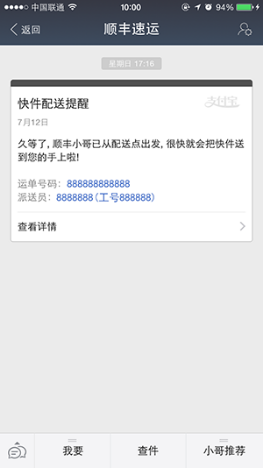 中国联通 10:00 94%
返回 顺丰速运
星期日 17:16
快件配送提醒 支付宝
7月12日
久等了, 顺丰小哥已从配送点出发, 很快就会把快件送
到您的手上啦!
运单号码： 888888888888
派送员： 8888888 (工号888888)
查看详情
我要 查件 小哥推荐